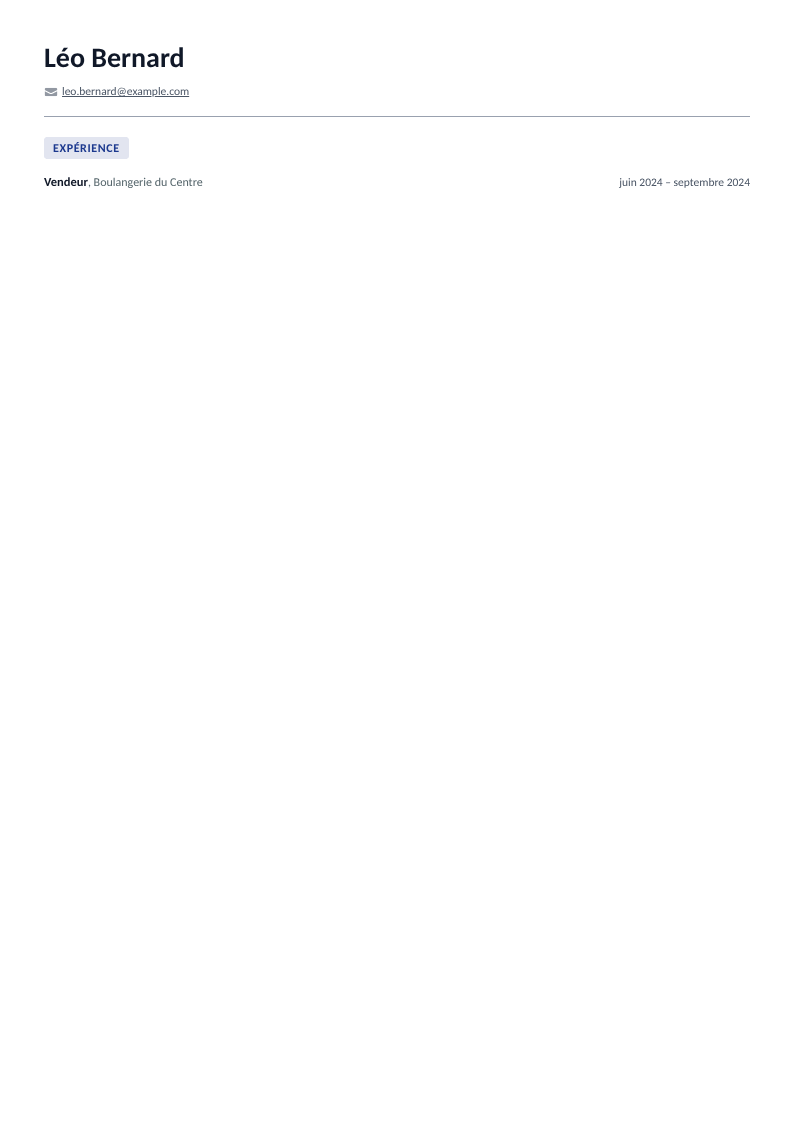 Léo Bernard
leo.bernard@example.com
EXPÉRIENCE
Vendeur, Boulangerie du Centre juin 2024 – septembre 2024